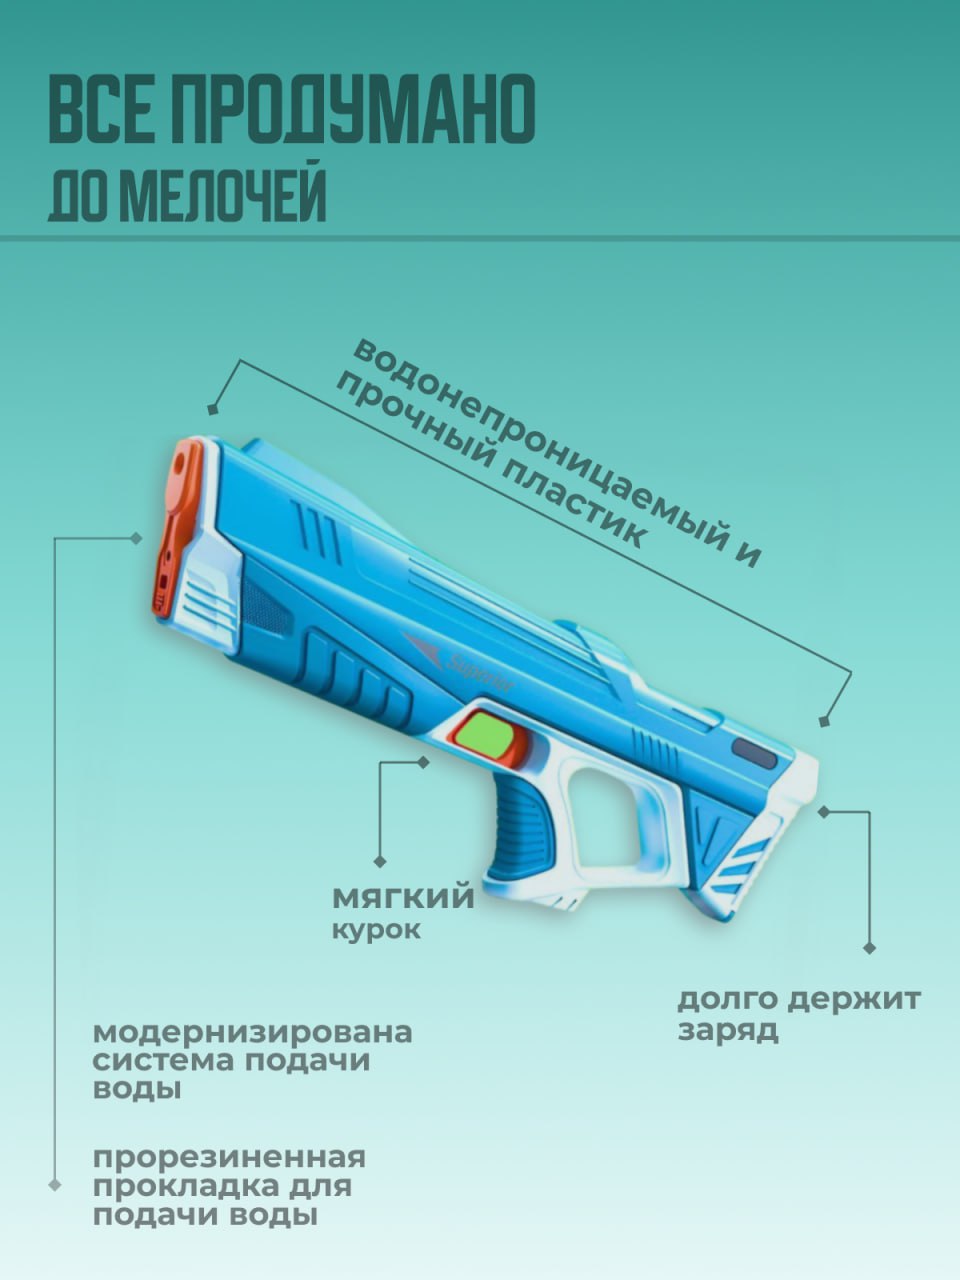 ВСЕ ПРОДУМАНО
ДО МЕЛОЧЕЙ
водонепроницаемый и
прочный пластик
Superior
мягкий
курок
долго держит
заряд
модернизирована
система подачи
воды
прорезиненная
прокладка для
подачи воды